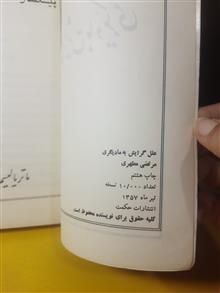 علل گرایش به مادیگری
مرتضی مطهری
چاپ هشتم
تعداد ۱۰/۰۰۰ نسخه
تیر ماه ۱۳۵۷
انتشارات حکمت
کلیه حقوق برای نویسنده محفوظ است